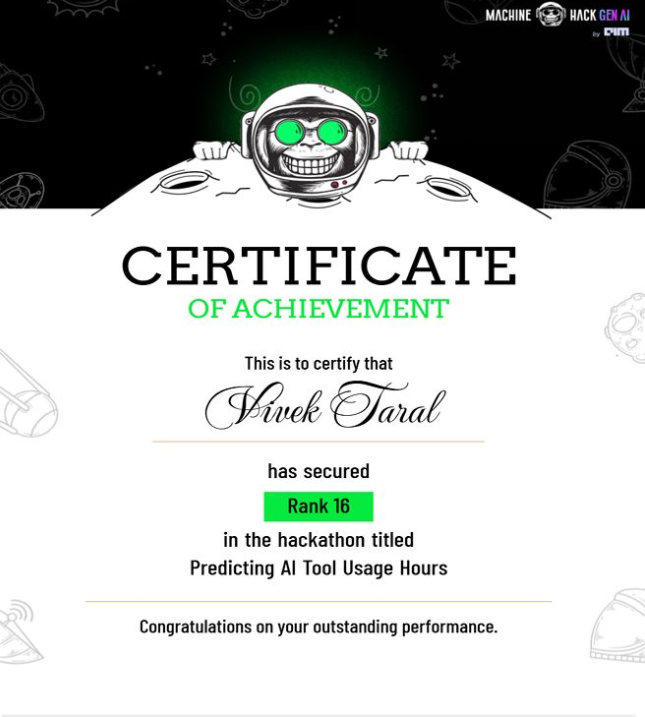 MACHINE HACK GEN AI
by AIM
CERTIFICATE
OF ACHIEVEMENT
This is to certify that
Vivek Taral
has secured
Rank 16
in the hackathon titled
Predicting AI Tool Usage Hours
Congratulations on your outstanding performance.